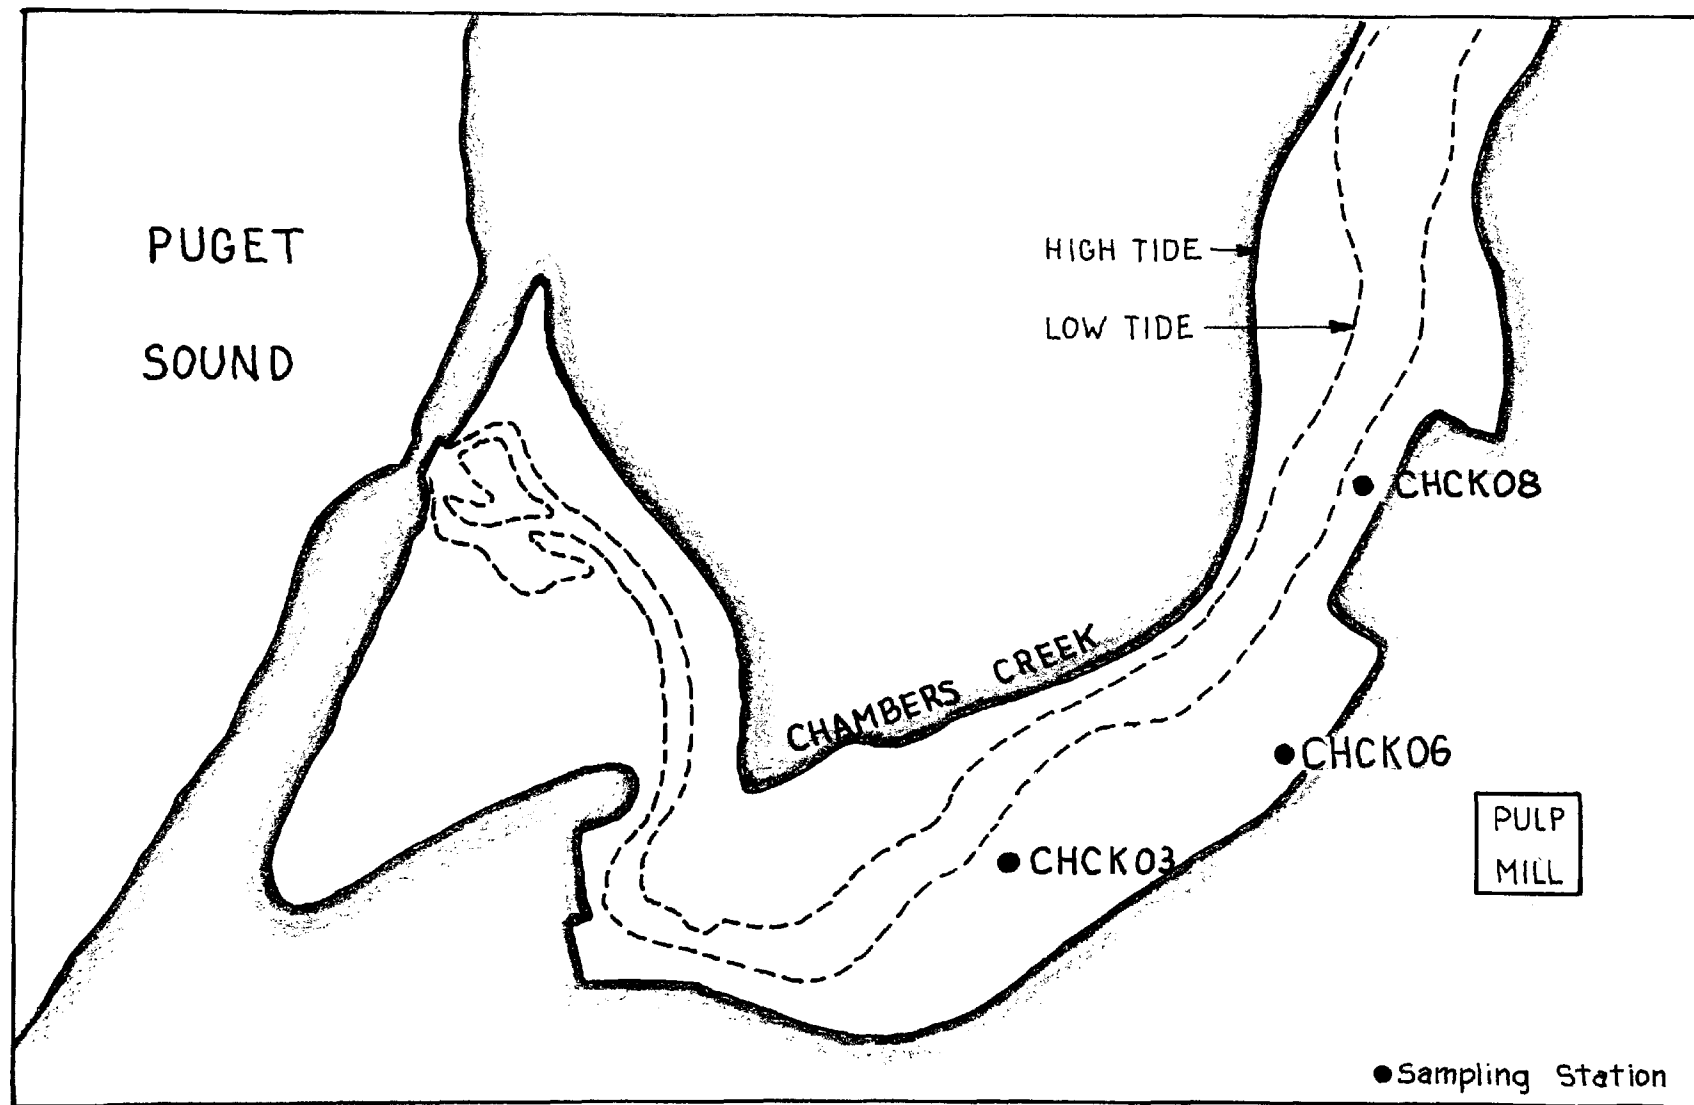 PUGET
SOUND
HIGH TIDE
LOW TIDE
CHCK08
CHAMBERS CREEK
CHCK06
PULP
MILL
CHCK03
Sampling Station